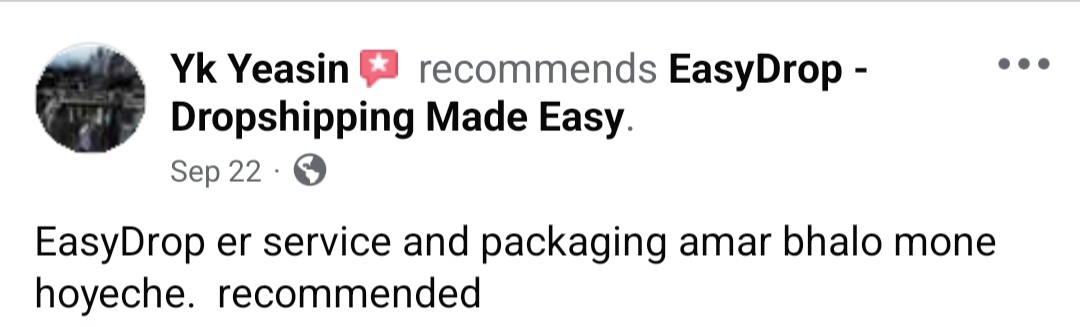 Yk Yeasin recommends EasyDrop -
Dropshipping Made Easy.
Sep 22 ·
EasyDrop er service and packaging amar bhalo mone
hoyeche.  recommended